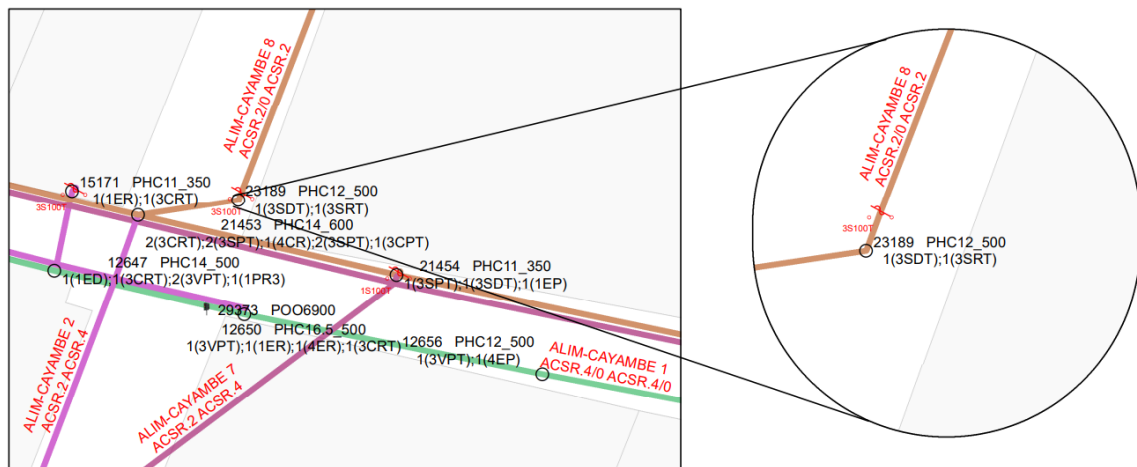 ALIM-CAYAMBE 8
ACSR.2/0 ACSR.2
15171 PHC11_350
1(1ER);1(3CRT)
3S100T
23189 PHC12_500
1(3SDT);1(3SRT)
3S100T
21453 PHC14_600
2(3CRT);2(3SPT);1(4CR);2(3SPT);1(3CPT)
12647 PHC14_500
1(1ED);1(3CRT);2(3VPT);1(1PR3)
21454 PHC11_350
1(3SPT);1(3SDT);1(1EP)
1S100T
29373 POO6900
12650 PHC16.5_500
1(3VPT);1(1ER);1(4ER);1(3CRT)
12656 PHC12_500
1(3VPT);1(4EP)
ALIM-CAYAMBE 1
ACSR.4/0 ACSR.4/0
ALIM-CAYAMBE 2
ACSR.2 ACSR.4
ALIM-CAYAMBE 7
ACSR.2 ACSR.4
ALIM-CAYAMBE 8
ACSR.2/0 ACSR.2
3S100T
23189 PHC12_500
1(3SDT);1(3SRT)